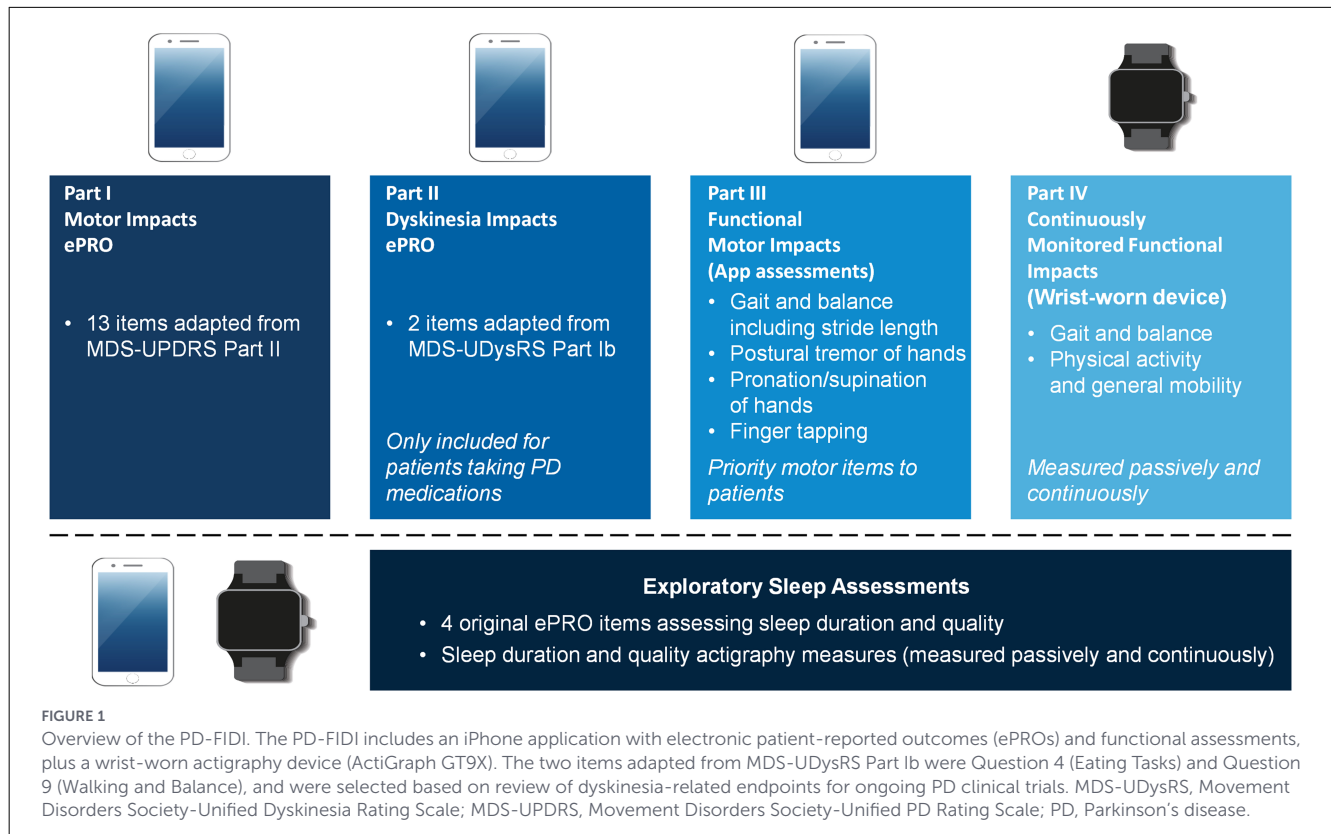 Part I
Motor Impacts
ePRO
• 13 items adapted from
MDS-UPDRS Part II
Part II
Dyskinesia Impacts
ePRO
• 2 items adapted from
MDS-UDysRS Part Ib
Only included for
patients taking PD
medications
Part III
Functional
Motor Impacts
(App assessments)
• Gait and balance
including stride length
• Postural tremor of hands
• Pronation/supination
of hands
• Finger tapping
Priority motor items to
patients
Part IV
Continuously
Monitored Functional
Impacts
(Wrist-worn device)
• Gait and balance
• Physical activity
and general mobility
Measured passively and
continuously
Exploratory Sleep Assessments
• 4 original ePRO items assessing sleep duration and quality
• Sleep duration and quality actigraphy measures (measured passively and continuously)
FIGURE 1
Overview of the PD-FIDI. The PD-FIDI includes an iPhone application with electronic patient-reported outcomes (ePROs) and functional assessments,
plus a wrist-worn actigraphy device (ActiGraph GT9X). The two items adapted from MDS-UDysRS Part Ib were Question 4 (Eating Tasks) and Question
9 (Walking and Balance), and were selected based on review of dyskinesia-related endpoints for ongoing PD clinical trials. MDS-UDysRS, Movement
Disorders Society-Unified Dyskinesia Rating Scale; MDS-UPDRS, Movement Disorders Society-Unified PD Rating Scale; PD, Parkinson's disease.